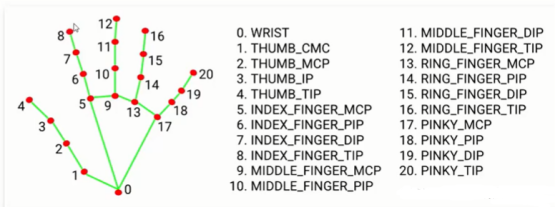 8
12
16
7
11
15
20
6
10
14
19
4
5
9
13
18
3
17
2
1
0
0. WRIST
1. THUMB_CMC
2. THUMB_MCP
3. THUMB_IP
4. THUMB_TIP
5. INDEX_FINGER_MCP
6. INDEX_FINGER_PIP
7. INDEX_FINGER_DIP
8. INDEX_FINGER_TIP
9. MIDDLE_FINGER_MCP
10. MIDDLE_FINGER_PIP
11. MIDDLE_FINGER_DIP
12. MIDDLE_FINGER_TIP
13. RING_FINGER_MCP
14. RING_FINGER_PIP
15. RING_FINGER_DIP
16. RING_FINGER_TIP
17. PINKY_MCP
18. PINKY_PIP
19. PINKY_DIP
20. PINKY_TIP